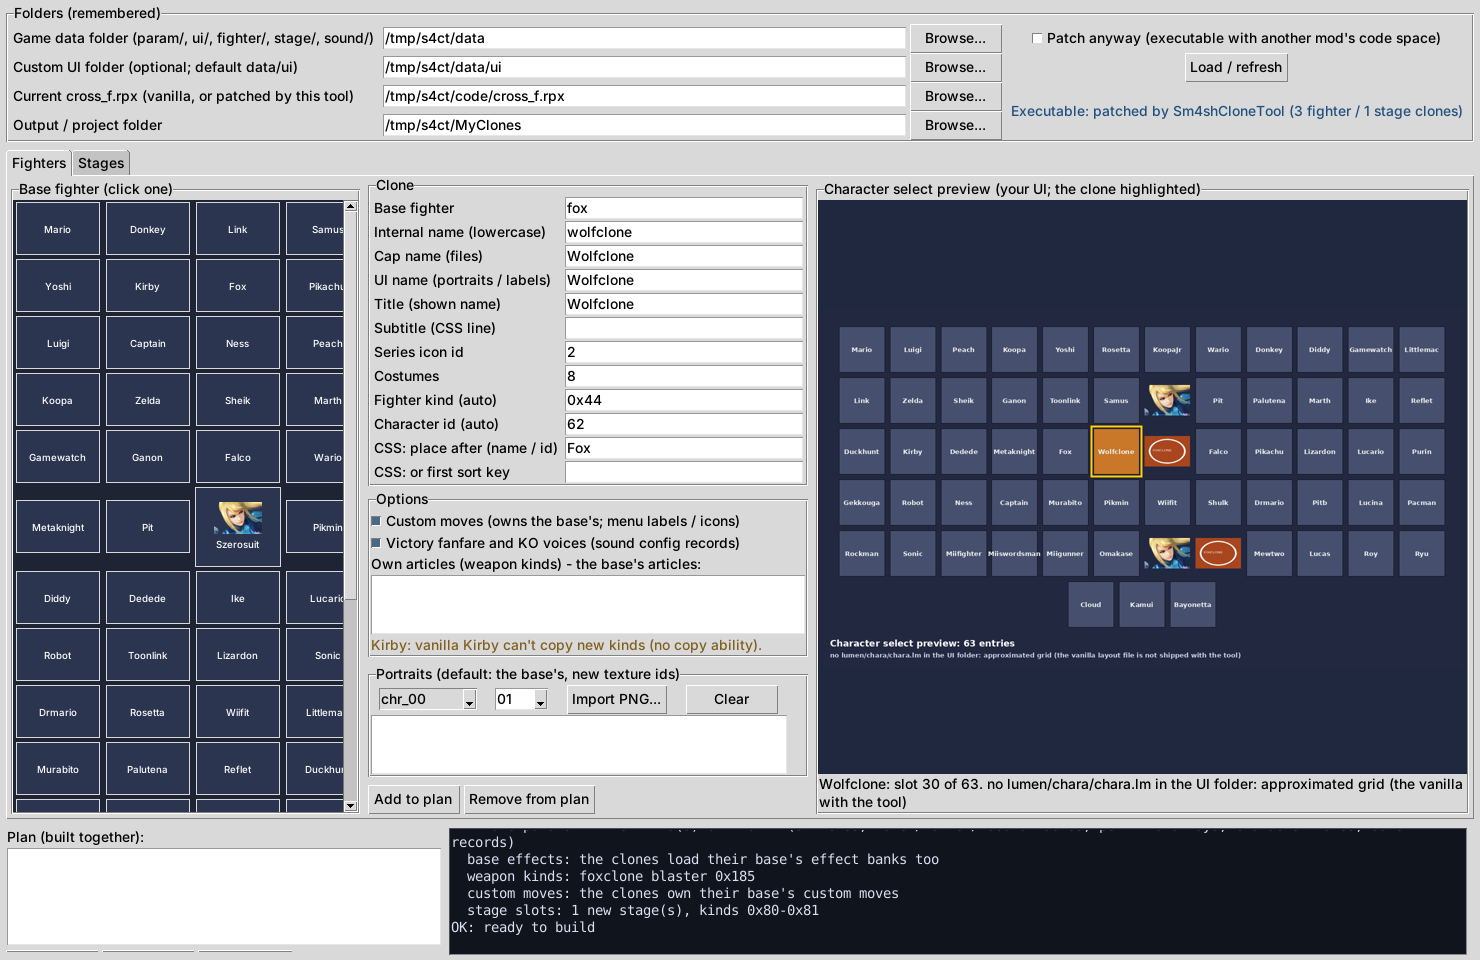 Folders (remembered)
Game data folder (param/, ui/, fighter/, stage/, sound/)
/tmp/s4ct/data
Browse...
Patch anyway (executable with another mod's code space)
Custom UI folder (optional; default data/ui)
/tmp/s4ct/data/ui
Browse...
Load / refresh
Current cross_f.rpx (vanilla, or patched by this tool)
/tmp/s4ct/code/cross_f.rpx
Browse...
Executable: patched by Sm4shCloneTool (3 fighter / 1 stage clones)
Output / project folder
/tmp/s4ct/MyClones
Browse...
Fighters Stages
Base fighter (click one)
Mario Donkey Link Samus
Yoshi Kirby Fox Pikachu
Luigi Captain Ness Peach
Koopa Zelda Sheik Marth
Gamewatch Ganon Falco Wario
Metaknight Pit Szerosuit Pikmin
Diddy Dedede Ike Lucario
Robot Toonlink Lizardon Sonic
Drmario Rosetta Wiifit Littlema
Murabito Palutena Reflet Duckhun
Clone
Base fighter fox
Internal name (lowercase) wolfclone
Cap name (files) Wolfclone
UI name (portraits / labels) Wolfclone
Title (shown name) Wolfclone
Subtitle (CSS line)
Series icon id 2
Costumes 8
Fighter kind (auto) 0x44
Character id (auto) 62
CSS: place after (name / id) Fox
CSS: or first sort key
Options
Custom moves (owns the base's; menu labels / icons)
Victory fanfare and KO voices (sound config records)
Own articles (weapon kinds) - the base's articles:
Kirby: vanilla Kirby can't copy new kinds (no copy ability).
Portraits (default: the base's, new texture ids)
chr_00 01 Import PNG... Clear
Add to plan Remove from plan
Character select preview (your UI; the clone highlighted)
Mario Luigi Peach Koopa Yoshi Rosetta KoopaJr Wario Donkey Diddy Gamewatch Littlemac
Link Zelda Sheik Ganon Toonlink Samus Pit Palutena Marth Ike Reflet
Duckhunt Kirby Dedede Metaknight Fox Wolfclone Falco Pikachu Lizardon Lucario Purin
Gekkouga Robot Ness Captain Murabito Pikmin Wiifit Shulk Drmario Pitb Lucina Pacman
Rockman Sonic Miifighter Miiswordsman Miigunner Omakase Mewtwo Lucas Roy Ryu
Cloud Kamui Bayonetta
Character select preview: 63 entries
no lumen/chara/chara.lm in the UI folder: approximated grid (the vanilla layout file is not shipped with the tool)
Wolfclone: slot 30 of 63. no lumen/chara/chara.lm in the UI folder: approximated grid (the vanilla
with the tool)
Plan (built together):
records)
base effects: the clones load their base's effect banks too
weapon kinds: foxclone blaster 0x185
custom moves: the clones own their base's custom moves
stage slots: 1 new stage(s), kinds 0x80-0x81
OK: ready to build